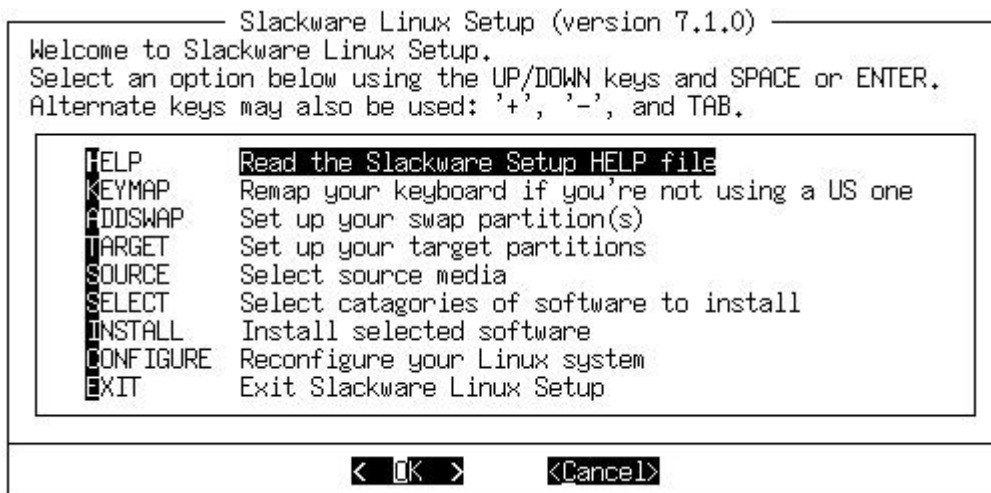 Slackware Linux Setup (version 7.1.0)
Welcome to Slackware Linux Setup.
Select an option below using the UP/DOWN keys and SPACE or ENTER.
Alternate keys may also be used: '+', '-', and TAB.
HELP Read the Slackware Setup HELP file
KEYMAP Remap your keyboard if you're not using a US one
ADDSWAP Set up your swap partition(s)
TARGET Set up your target partitions
SOURCE Select source media
SELECT Select catagories of software to install
INSTALL Install selected software
CONFIGURE Reconfigure your Linux system
EXIT Exit Slackware Linux Setup
< OK > <Cancel>